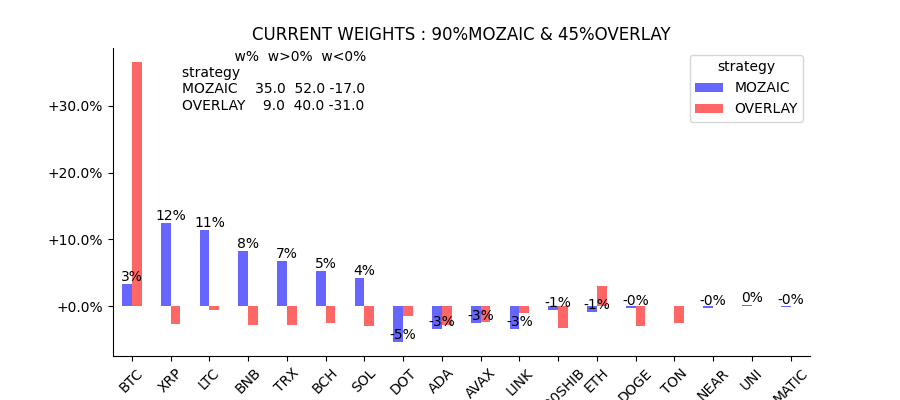 CURRENT WEIGHTS : 90%MOZAIC & 45%OVERLAY
w% w>0% w<0%
strategy
MOZAIC 35.0 52.0 -17.0
OVERLAY 9.0 40.0 -31.0
strategy
MOZAIC
OVERLAY
+30.0%
+20.0%
+10.0%
+0.0%
3%
12%
11%
8%
7%
5%
4%
-5%
-3%
-3%
-3%
-1%
-1%
-0%
-0%
0%
-0%
BTC
XRP
LTC
BNB
TRX
BCH
SOL
DOT
ADA
AVAX
LINK
0SHIB
ETH
DOGE
TON
NEAR
UNI
MATIC